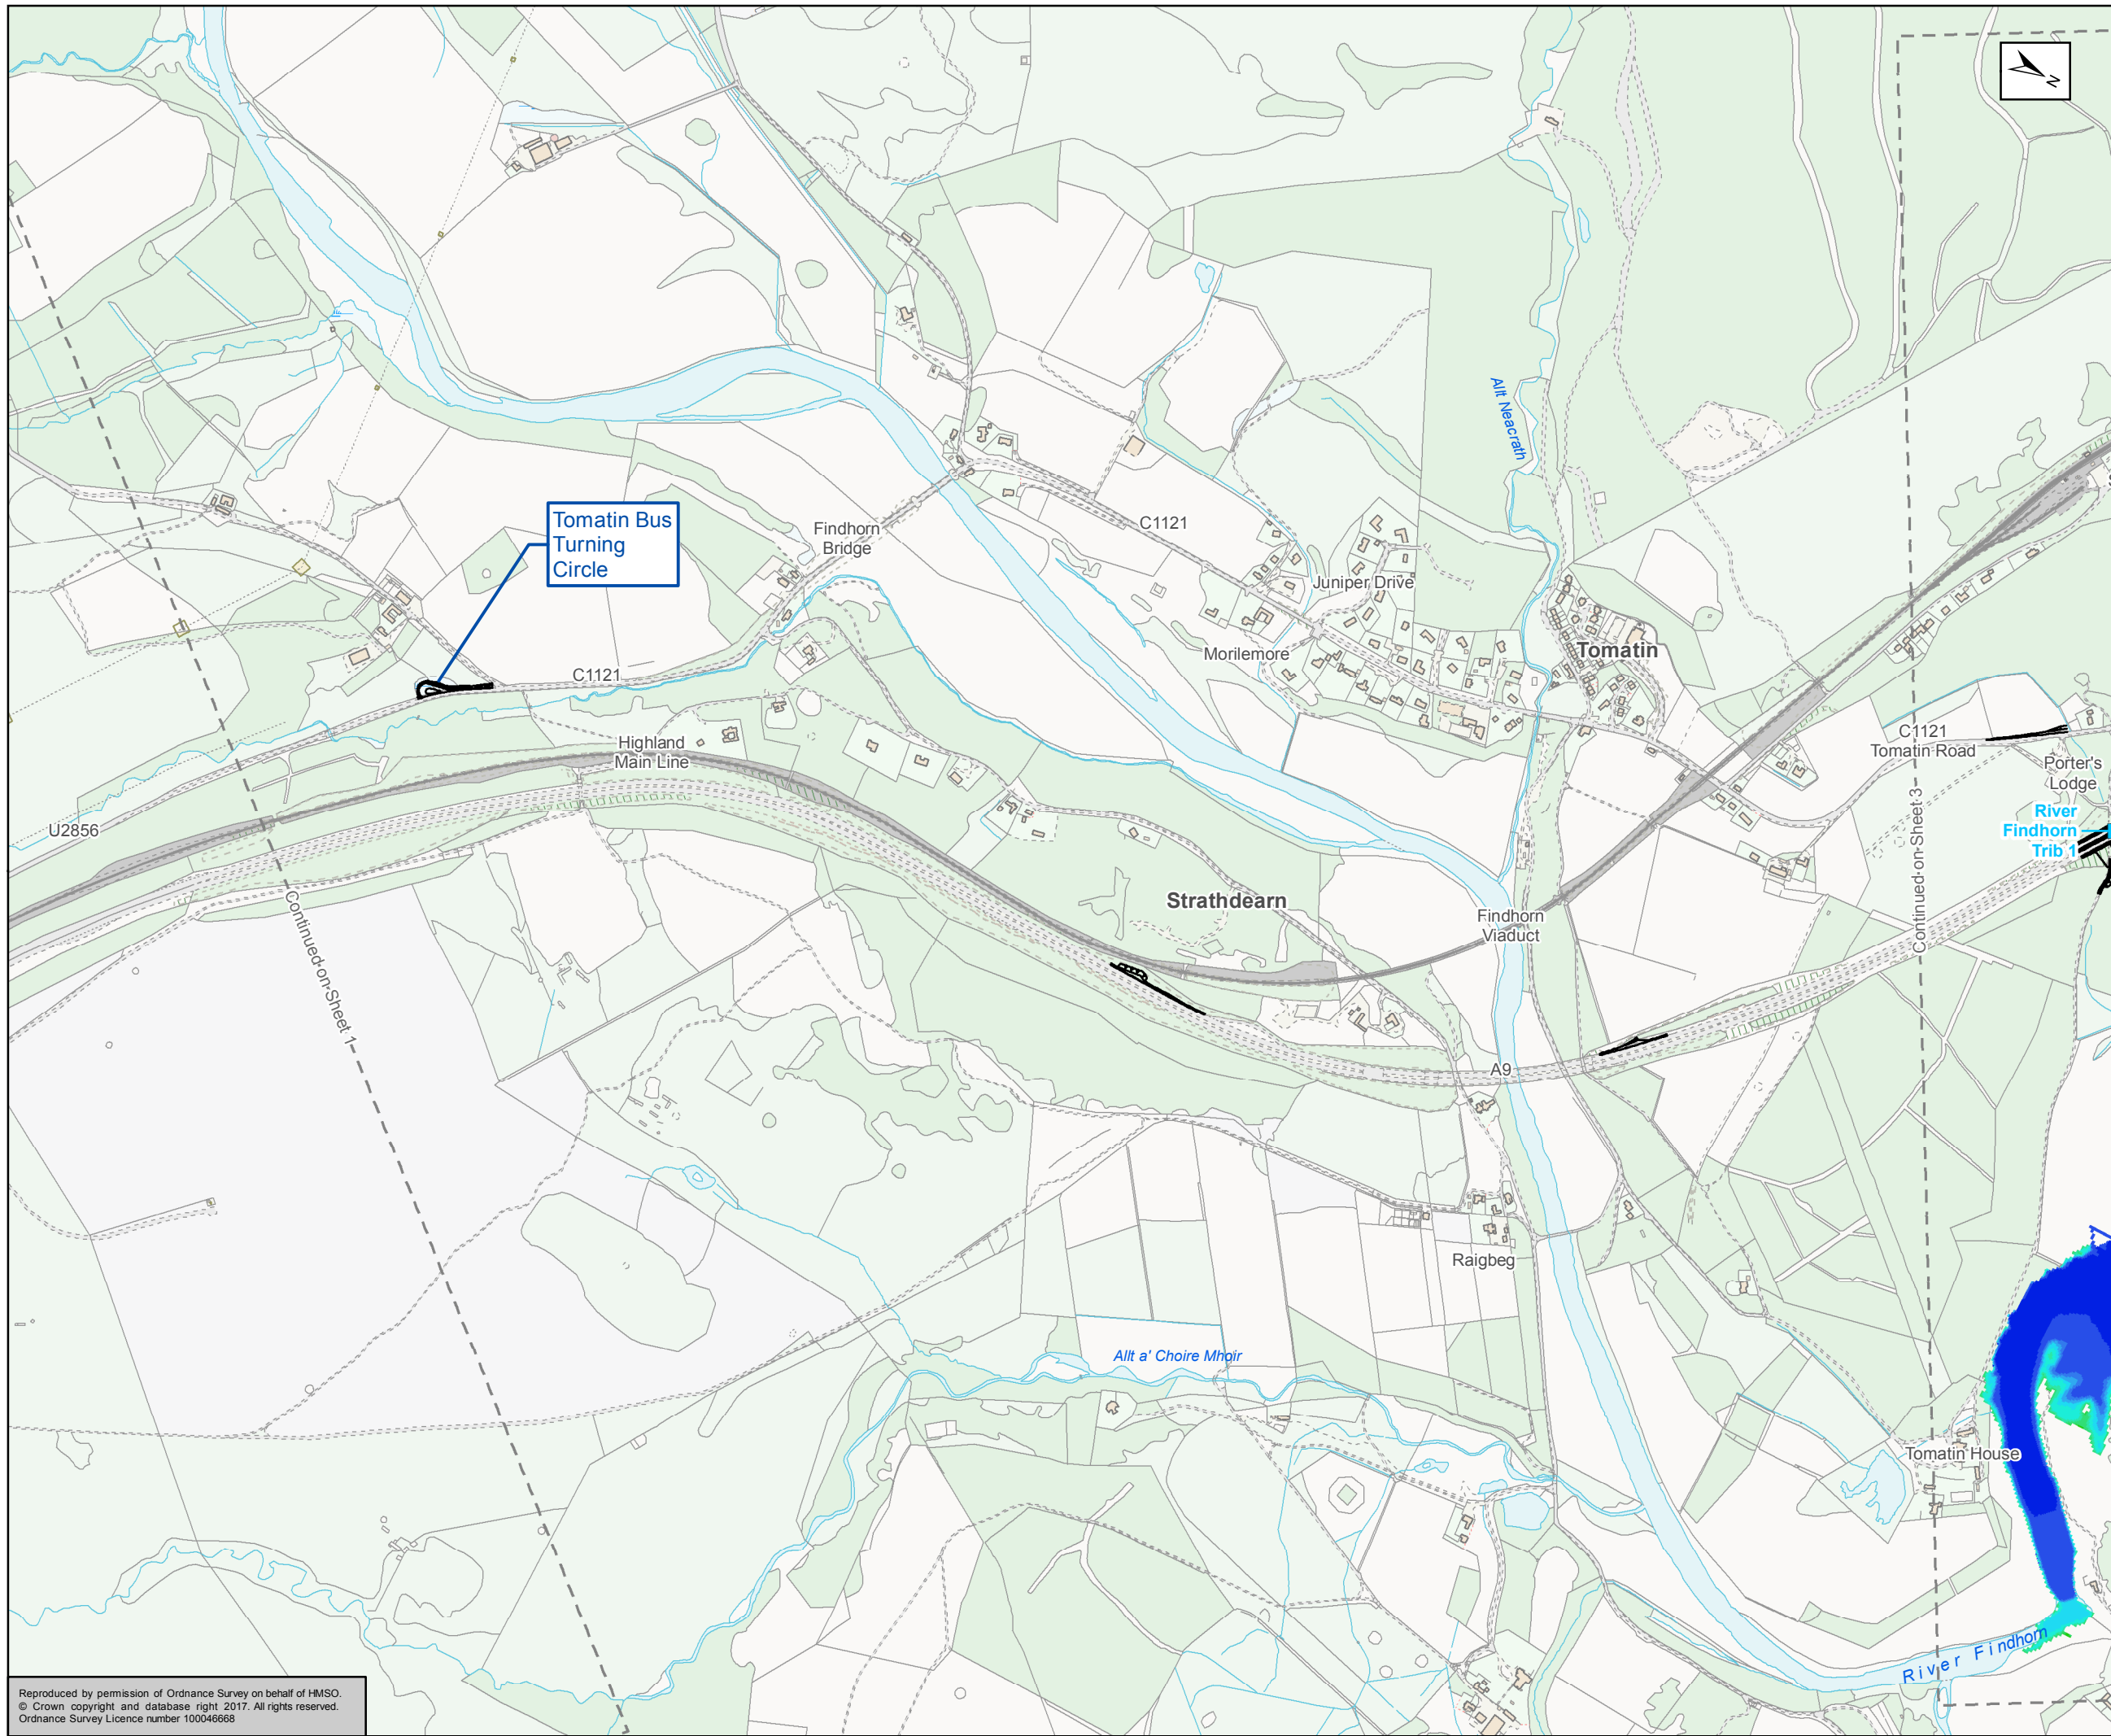 N
Allt Neacrath
Tomatin Bus
Turning
Circle
Findhorn
Bridge
C1121
Juniper Drive
Morilemore
Tomatin
C1121
C1121
Tomatin Road
Highland
Main Line
Porter's
Lodge
U2856
River
Findhorn
Trib 1
Continued on Sheet 3
Continued on Sheet 1
Strathdearn
Findhorn
Viaduct
A9
Raigbeg
Allt a' Choire Mhoir
Tomatin House
River Findhorn
Reproduced by permission of Ordnance Survey on behalf of HMSO.
© Crown copyright and database right 2017. All rights reserved.
Ordnance Survey Licence number 100046668